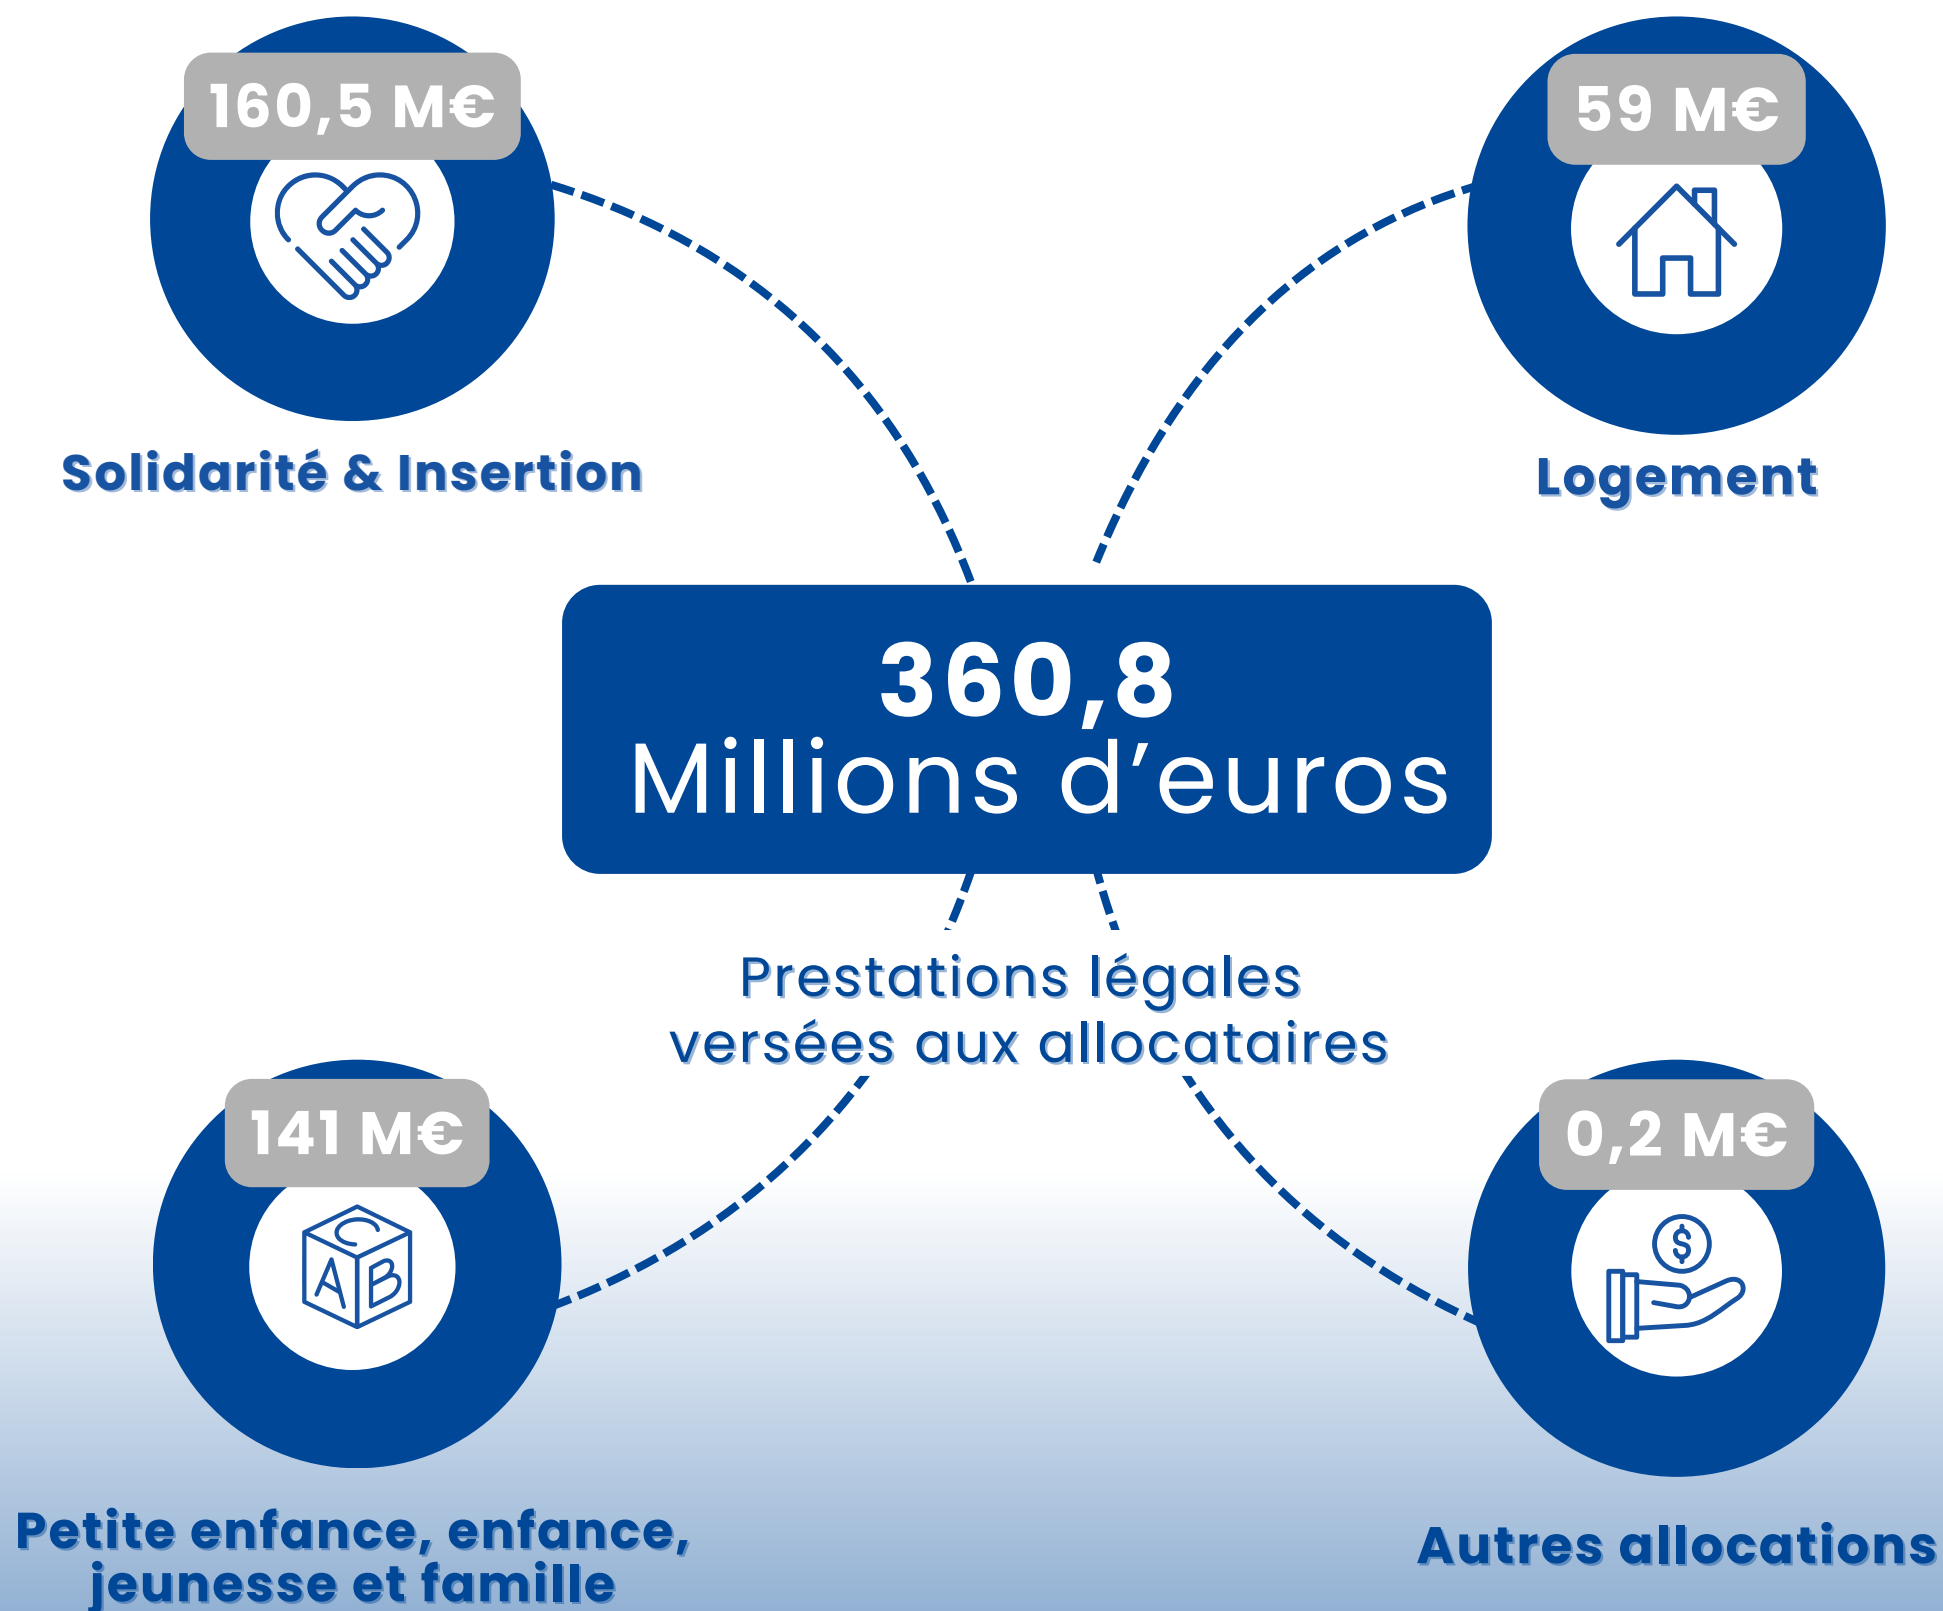 160,5 M€
Solidarité & Insertion
59 M€
Logement
360,8
Millions d’euros
Prestations légales
versées aux allocataires
141 M€
A B C
Petite enfance, enfance,
jeunesse et famille
0,2 M€
$
Autres allocations